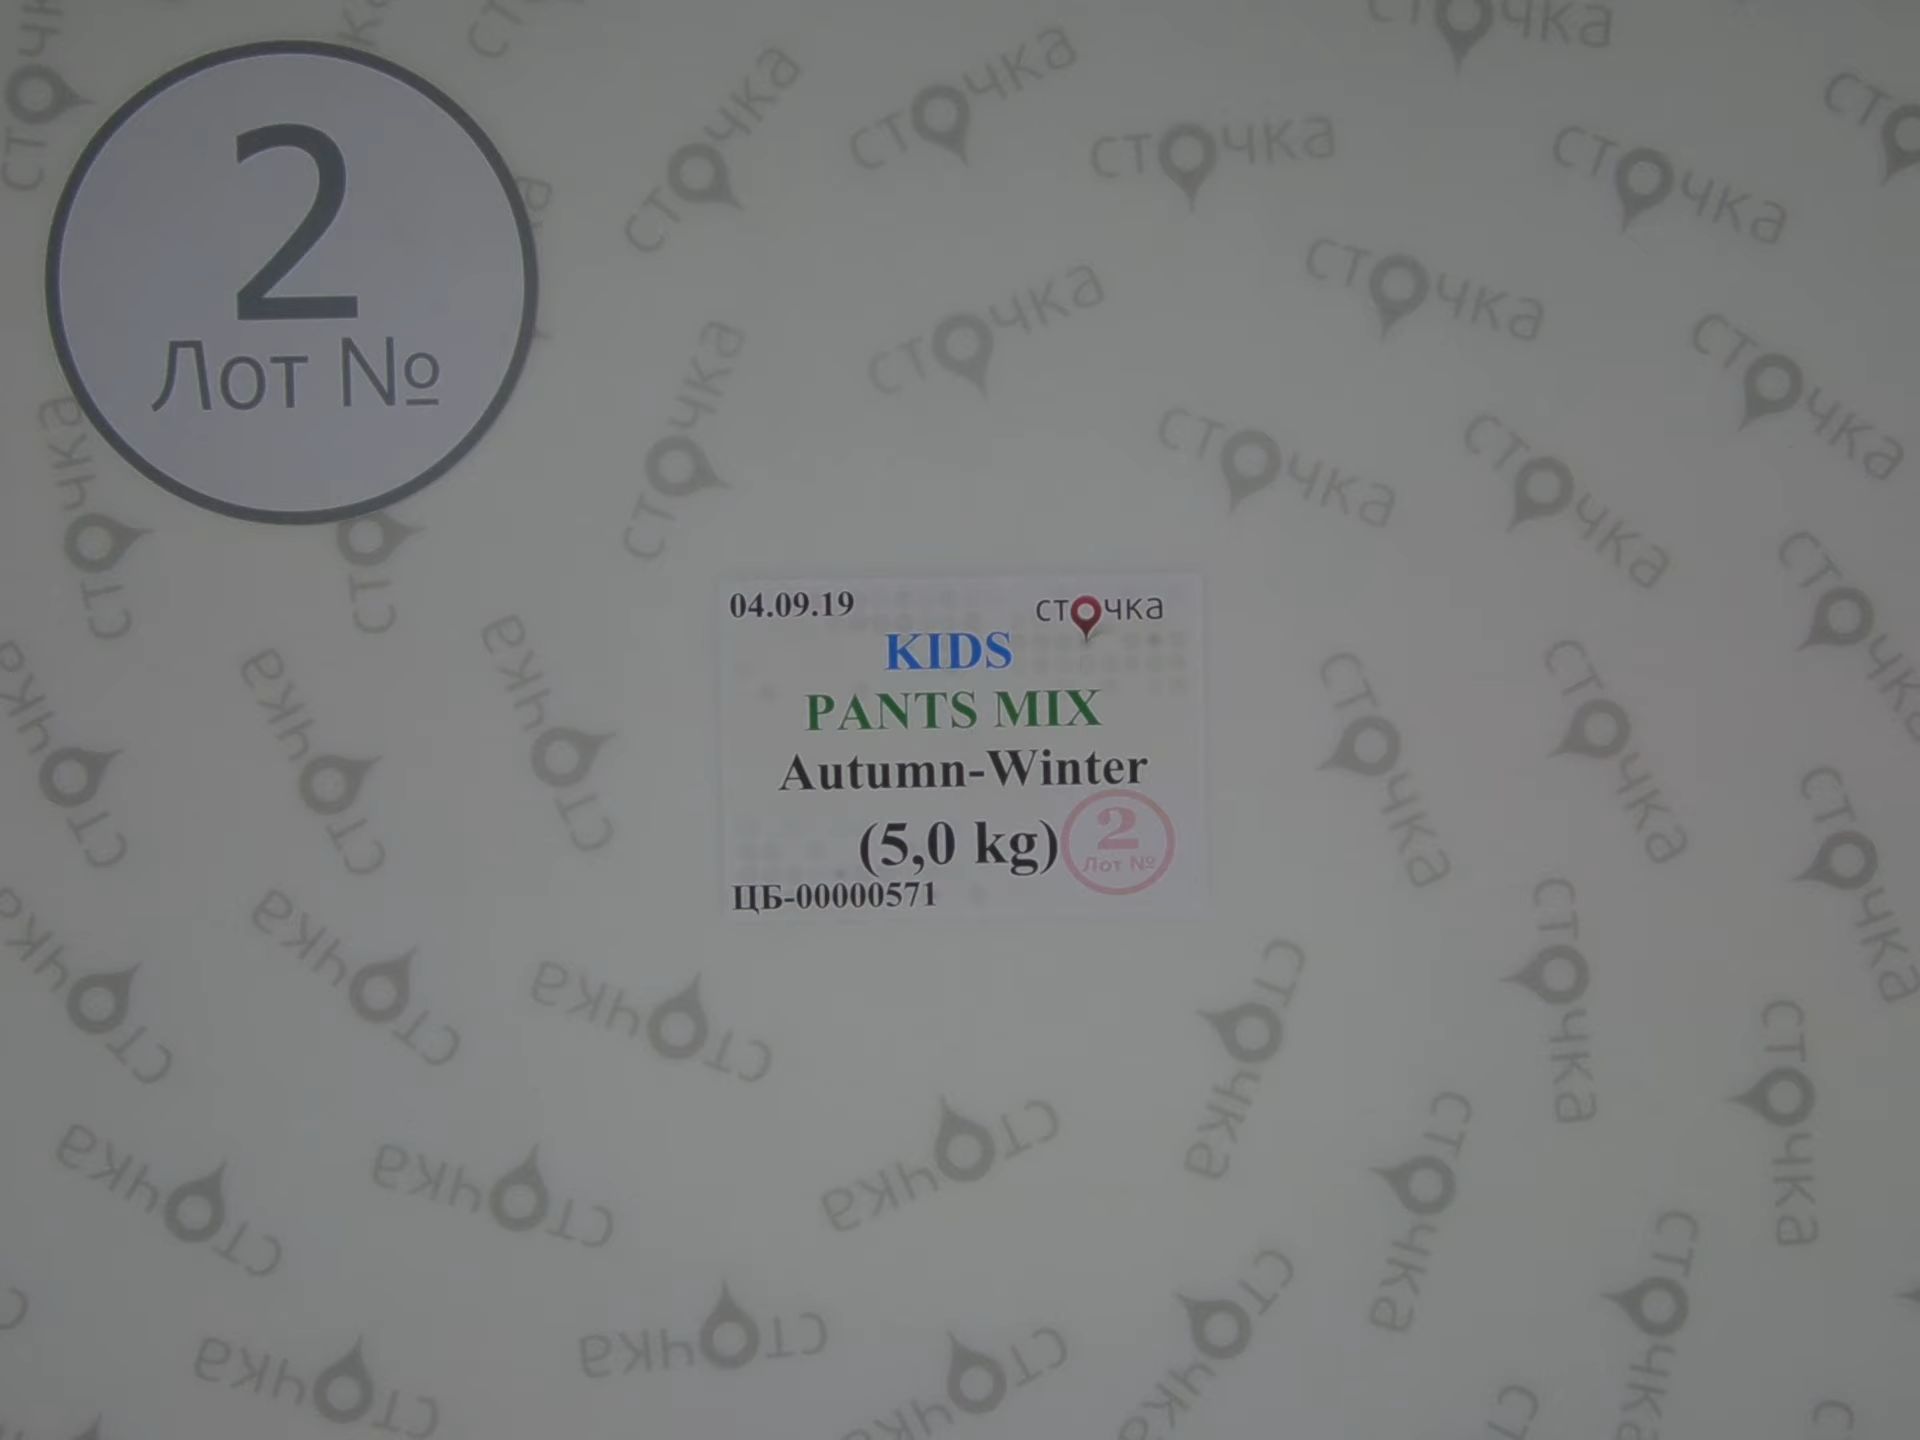 2
Лот №
04.09.19
сточка
KIDS
PANTS MIX
Autumn-Winter
(5,0 kg)
2
Лот №
ЦБ-00000571